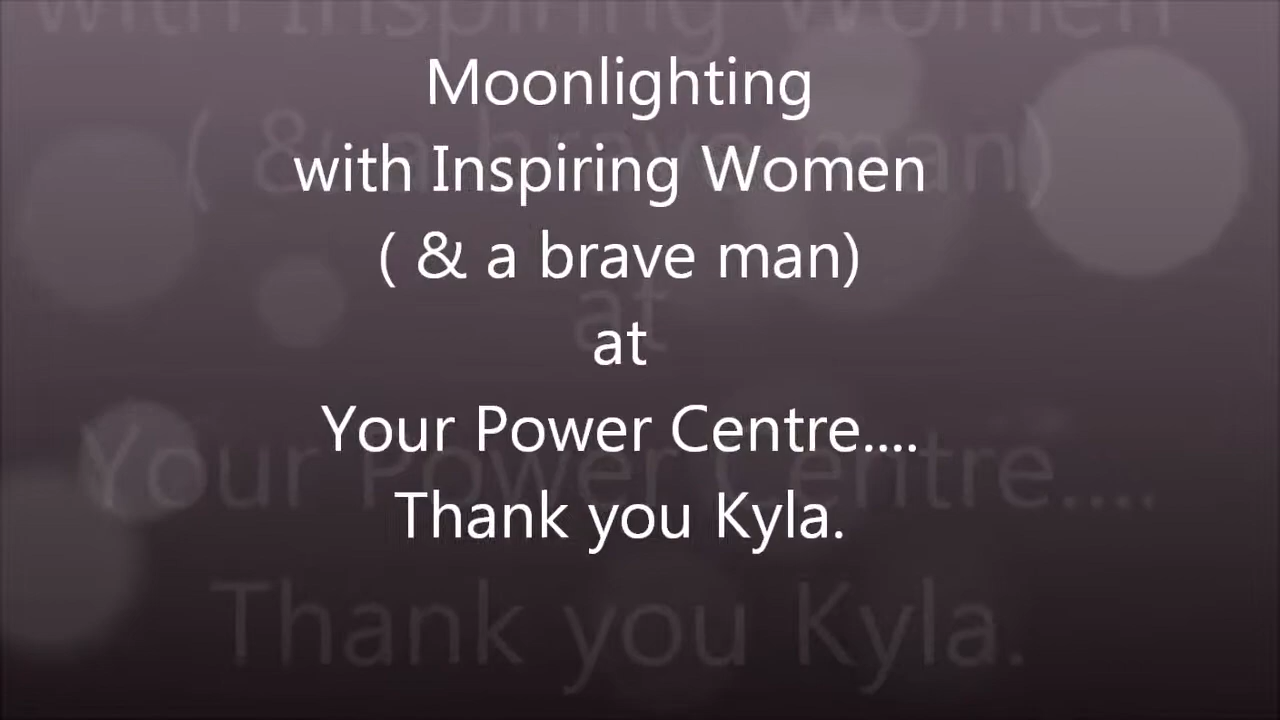 Moonlighting
with Inspiring Women
( & a brave man)
at
Your Power Centre....
Thank you Kyla.